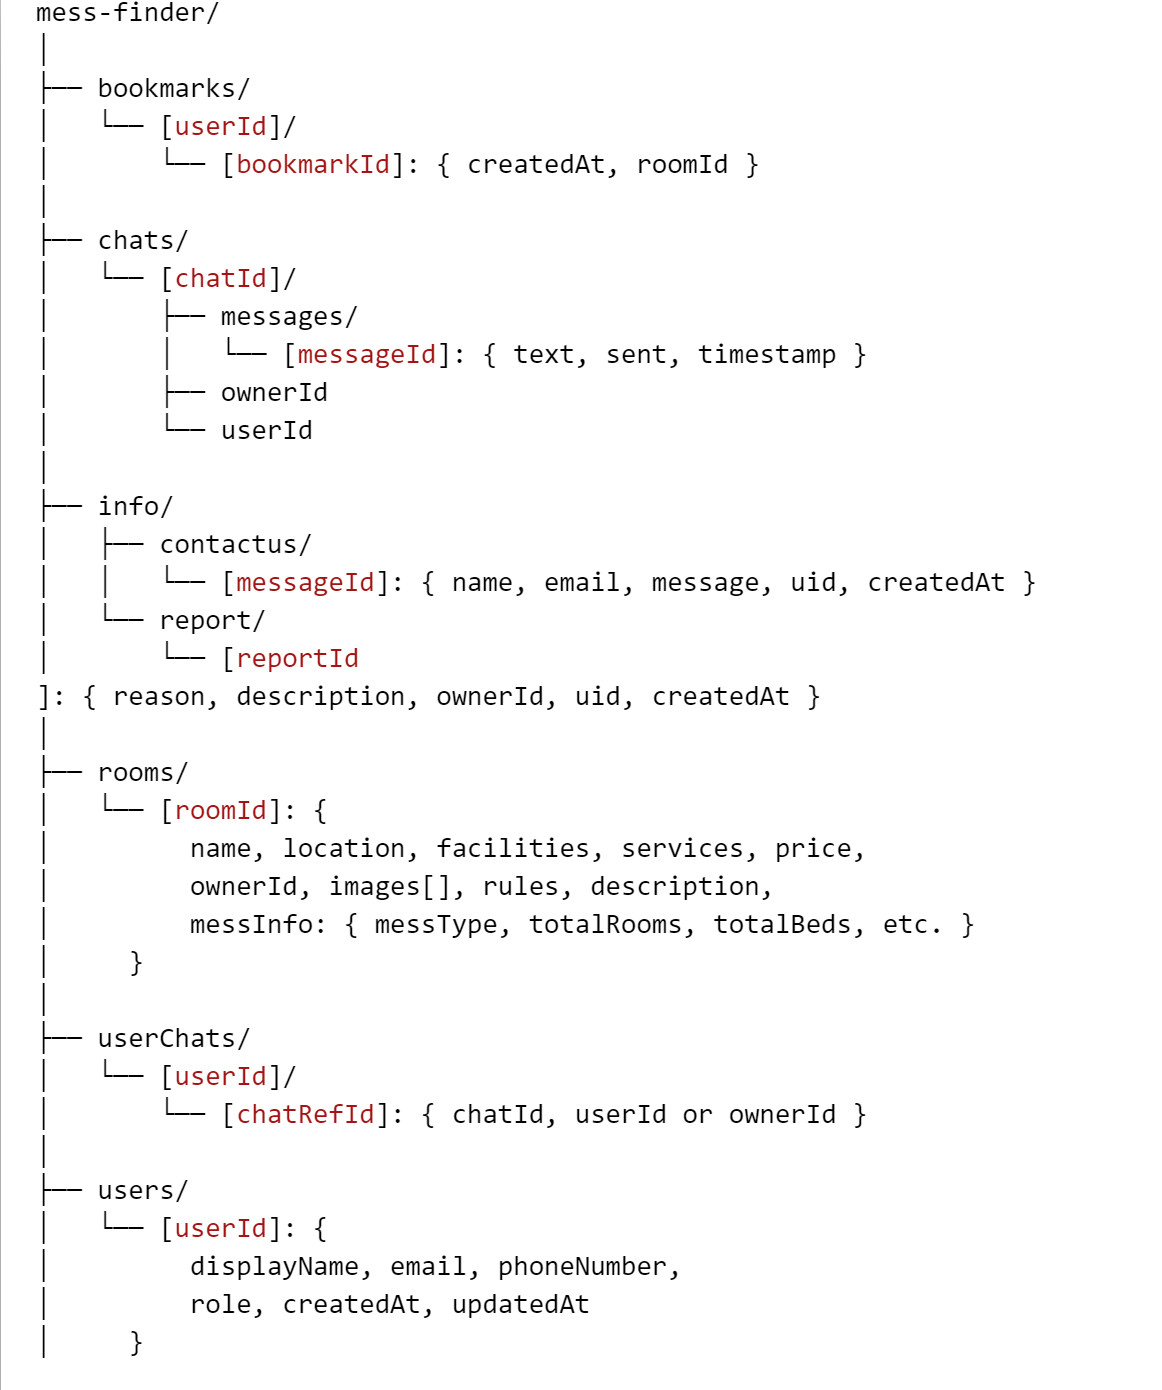 mess-finder/
│
├── bookmarks/
│   └── [userId]/
│       └── [bookmarkId]: { createdAt, roomId }
│
├── chats/
│   └── [chatId]/
│       ├── messages/
│       │   └── [messageId]: { text, sent, timestamp }
│       ├── ownerId
│       └── userId
│
├── info/
│   ├── contactus/
│   │   └── [messageId]: { name, email, message, uid, createdAt }
│   └── report/
│       └── [reportId
]: { reason, description, ownerId, uid, createdAt }
│
├── rooms/
│   └── [roomId]: {
│         name, location, facilities, services, price,
│         ownerId, images[], rules, description,
│         messInfo: { messType, totalRooms, totalBeds, etc. }
│     }
│
├── userChats/
│   └── [userId]/
│       └── [chatRefId]: { chatId, userId or ownerId }
│
├── users/
│   └── [userId]: {
│         displayName, email, phoneNumber,
│         role, createdAt, updatedAt
│     }